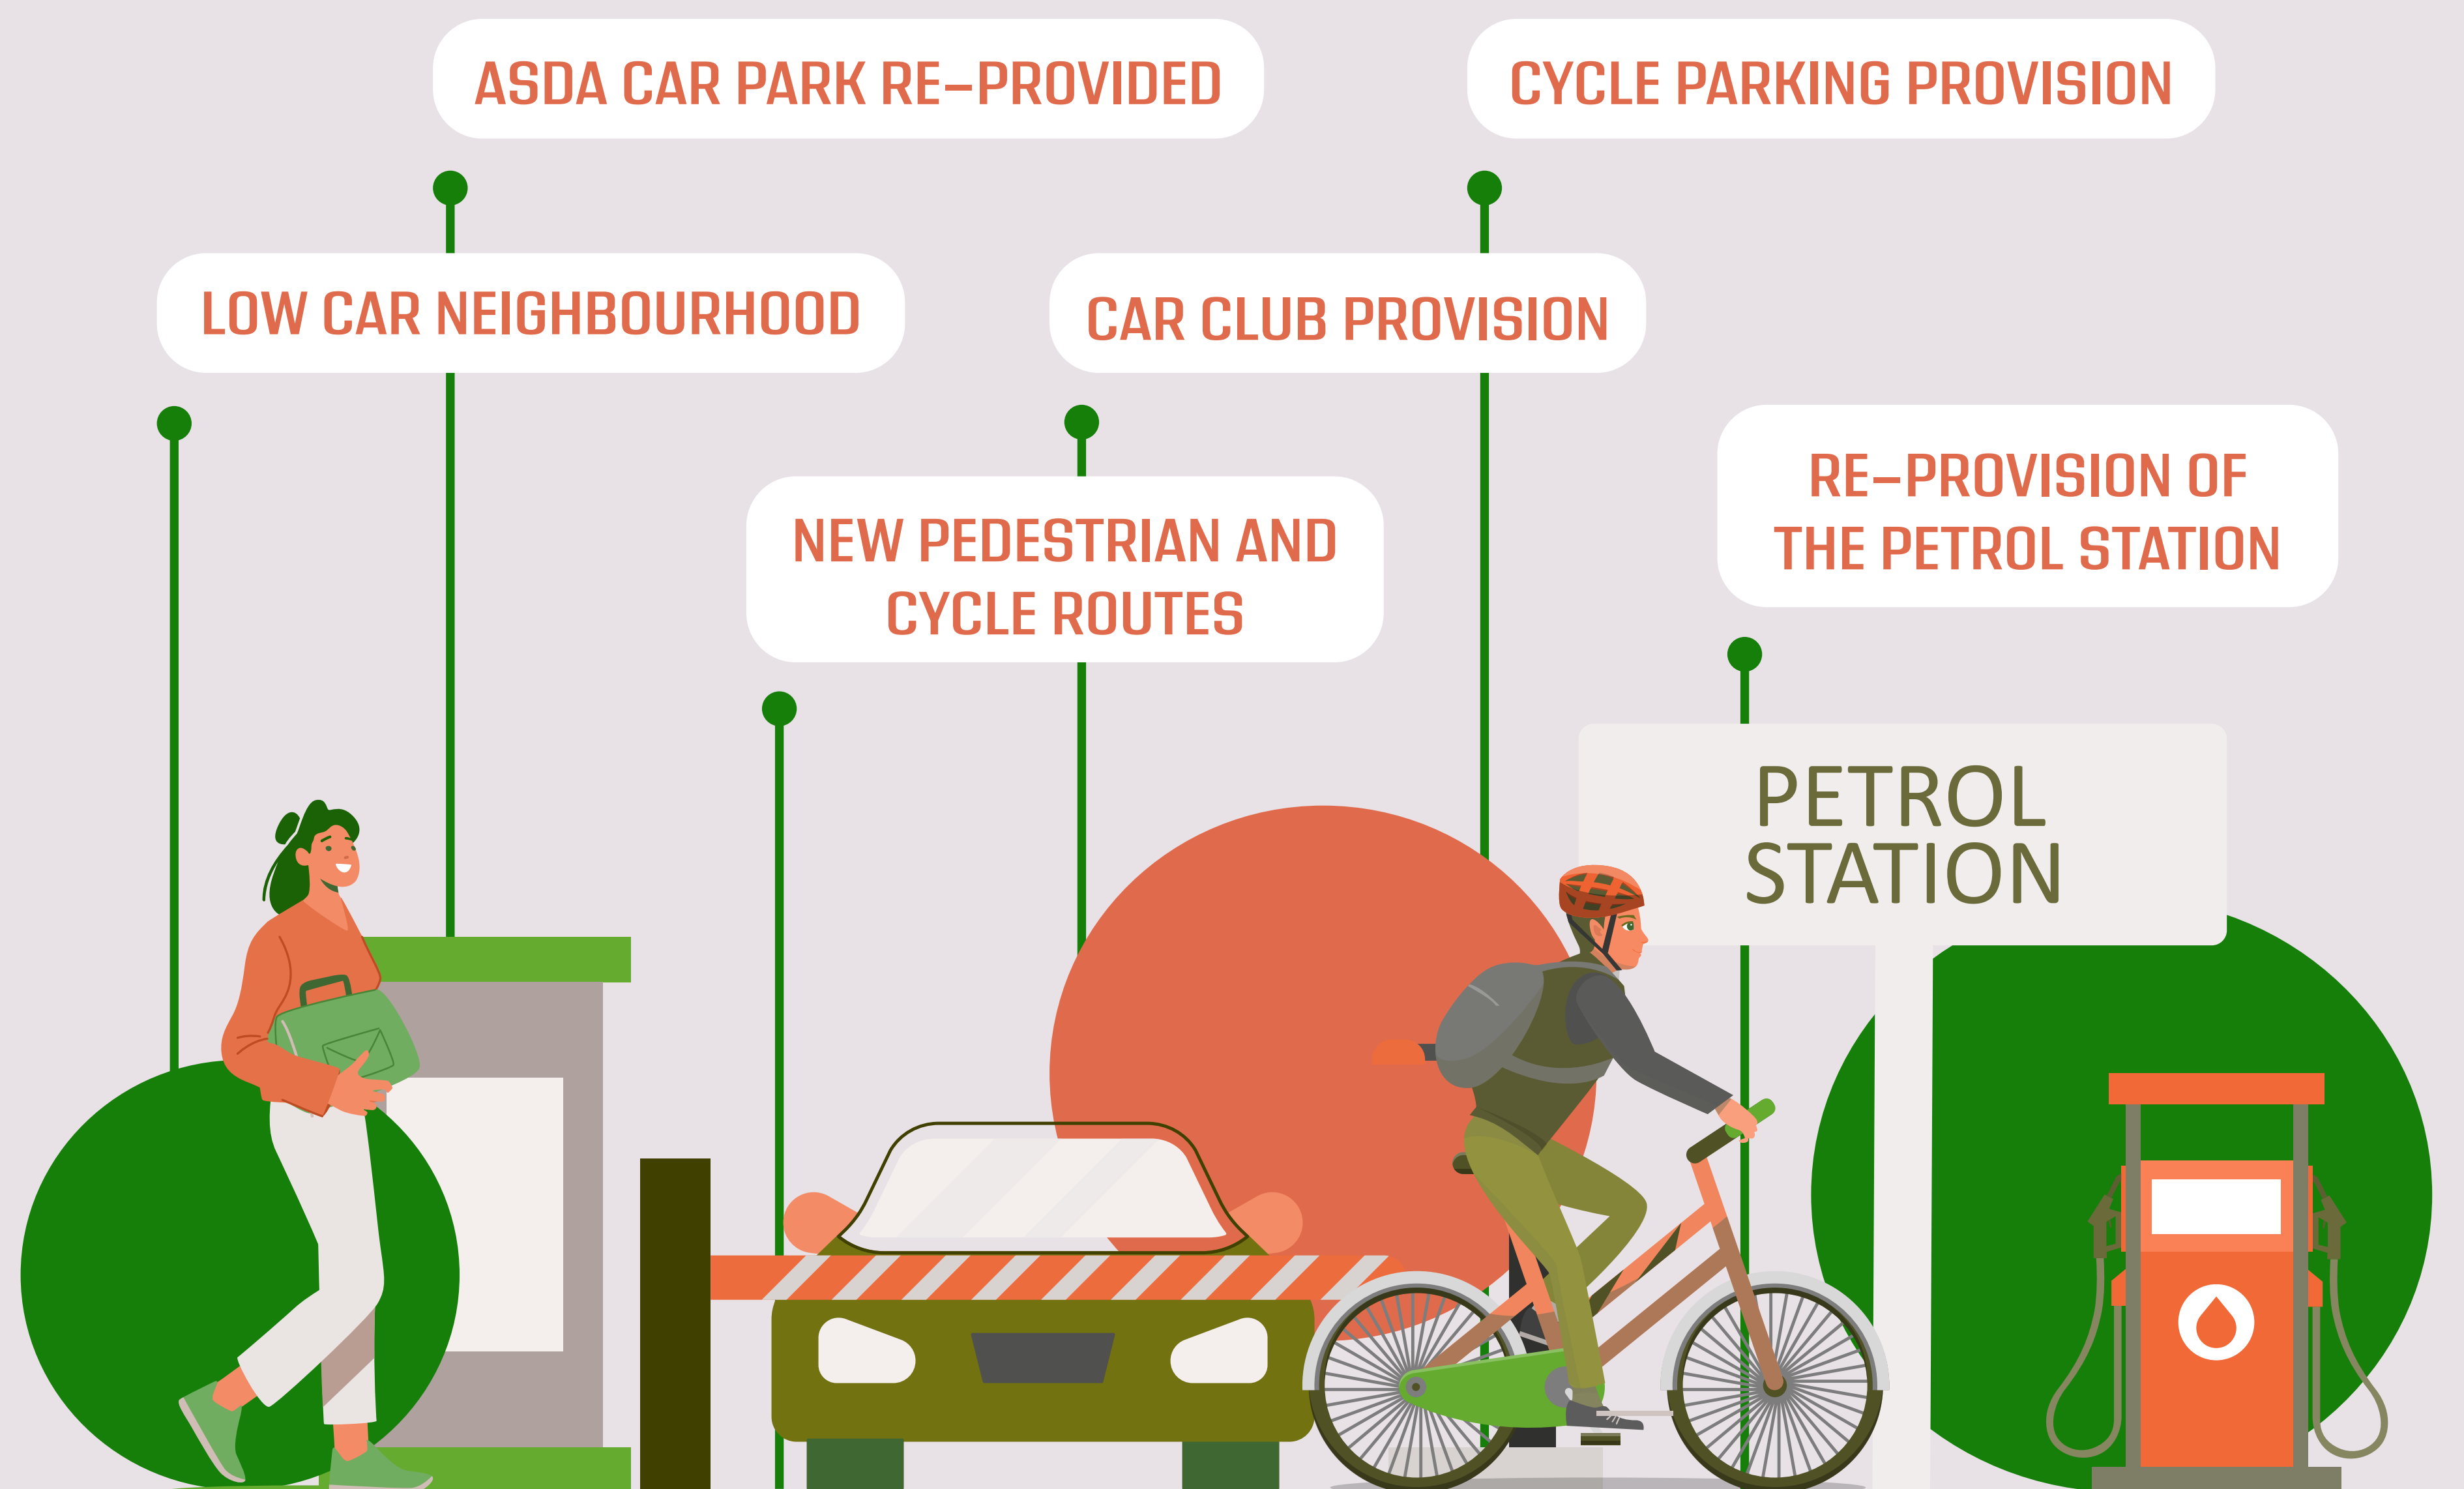 ASDA CAR PARK RE–PROVIDED
CYCLE PARKING PROVISION
LOW CAR NEIGHBOURHOOD
CAR CLUB PROVISION
NEW PEDESTRIAN AND
CYCLE ROUTES
RE–PROVISION OF
THE PETROL STATION
PETROL
STATION